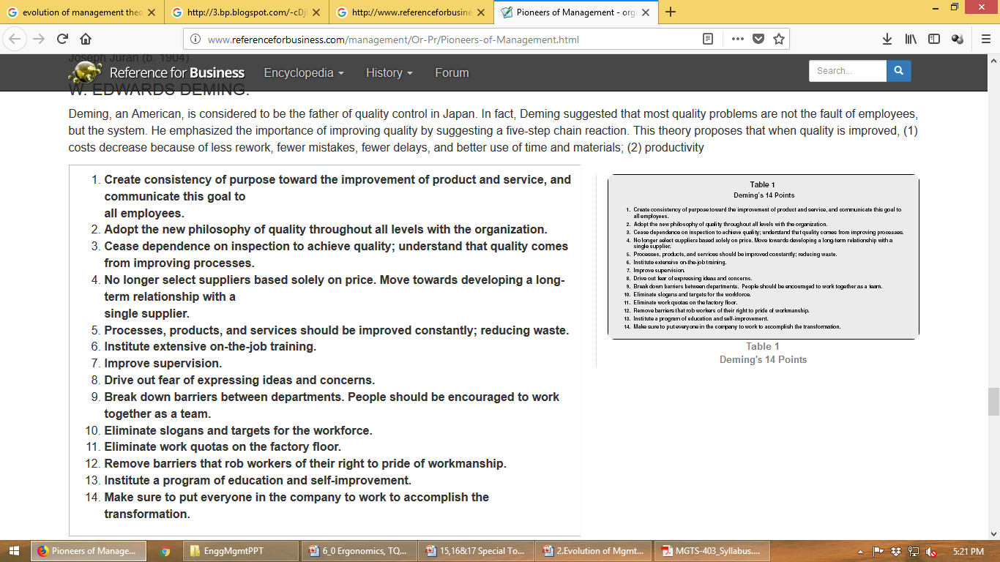 evolution of management theo
http://3.bp.blogspot.com/-cDjl
http://www.referenceforbusine
Pioneers of Management - orga
www.referenceforbusiness.com/management/Or-Pr/Pioneers-of-Management.html
Joseph Juran (b. 1904).
Reference for Business
Encyclopedia
History
Forum
Search...
W. EDWARDS DEMING.
Deming, an American, is considered to be the father of quality control in Japan. In fact, Deming suggested that most quality problems are not the fault of employees,
but the system. He emphasized the importance of improving quality by suggesting a five-step chain reaction. This theory proposes that when quality is improved, (1)
costs decrease because of less rework, fewer mistakes, fewer delays, and better use of time and materials; (2) productivity
1. Create consistency of purpose toward the improvement of product and service, and
communicate this goal to
all employees.
2. Adopt the new philosophy of quality throughout all levels with the organization.
3. Cease dependence on inspection to achieve quality; understand that quality comes
from improving processes.
4. No longer select suppliers based solely on price. Move towards developing a long-
term relationship with a
single supplier.
5. Processes, products, and services should be improved constantly; reducing waste.
6. Institute extensive on-the-job training.
7. Improve supervision.
8. Drive out fear of expressing ideas and concerns.
9. Break down barriers between departments. People should be encouraged to work
together as a team.
10. Eliminate slogans and targets for the workforce.
11. Eliminate work quotas on the factory floor.
12. Remove barriers that rob workers of their right to pride of workmanship.
13. Institute a program of education and self-improvement.
14. Make sure to put everyone in the company to work to accomplish the
transformation.
Table 1
Deming's 14 Points
1. Create consistency of purpose toward the improvement of product and service, and communicate this goal to
all employees.
2. Adopt the new philosophy of quality throughout all levels with the organization.
3. Cease dependence on inspection to achieve quality; understand that quality comes from improving processes.
4. No longer select suppliers based solely on price. Move towards developing a long-term relationship with a
single supplier.
5. Processes, products, and services should be improved constantly; reducing waste.
6. Institute extensive on-the-job training.
7. Improve supervision.
8. Drive out fear of expressing ideas and concerns.
9. Break down barriers between departments. People should be encouraged to work together as a team.
10. Eliminate slogans and targets for the workforce.
11. Eliminate work quotas on the factory floor.
12. Remove barriers that rob workers of their right to pride of workmanship.
13. Institute a program of education and self-improvement.
14. Make sure to put everyone in the company to work to accomplish the transformation.
Table 1
Deming's 14 Points
Pioneers of Manage...
EnggMgmtPPT
6_0 Ergonomics, TQ...
15,16&17 Special To...
2.Evolution of Mgmt...
MGTS-403_Syllabus....
5:21 PM